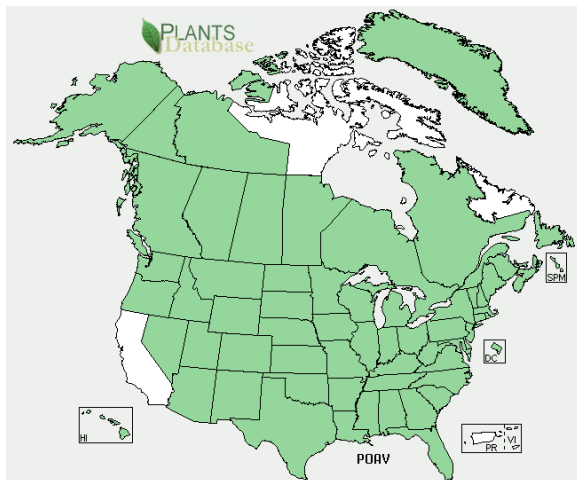 PLANTS
Database
SPM
DC
HI
PR
VI
POAV